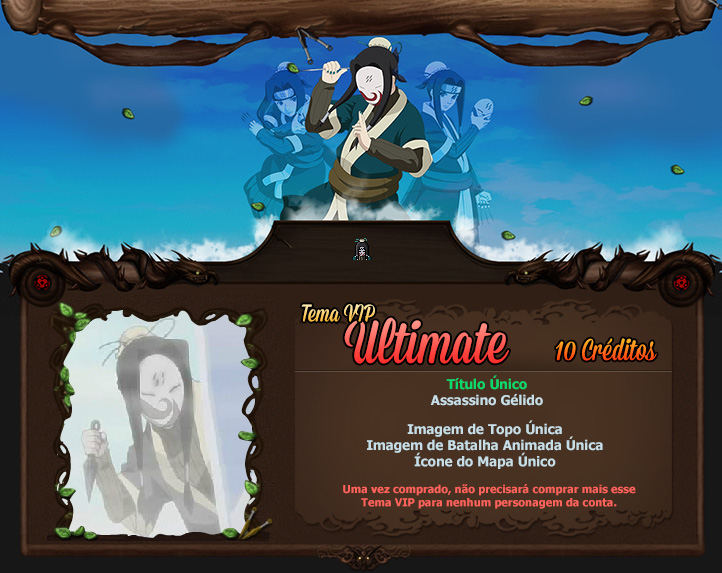 Tema VIP
Ultimate
10 Créditos
Título Único
Assassino Gélido
Imagem de Topo Única
Imagem de Batalha Animada Única
Ícone do Mapa Único
Uma vez comprado, não precisará comprar mais esse
Tema VIP para nenhum personagem da conta.